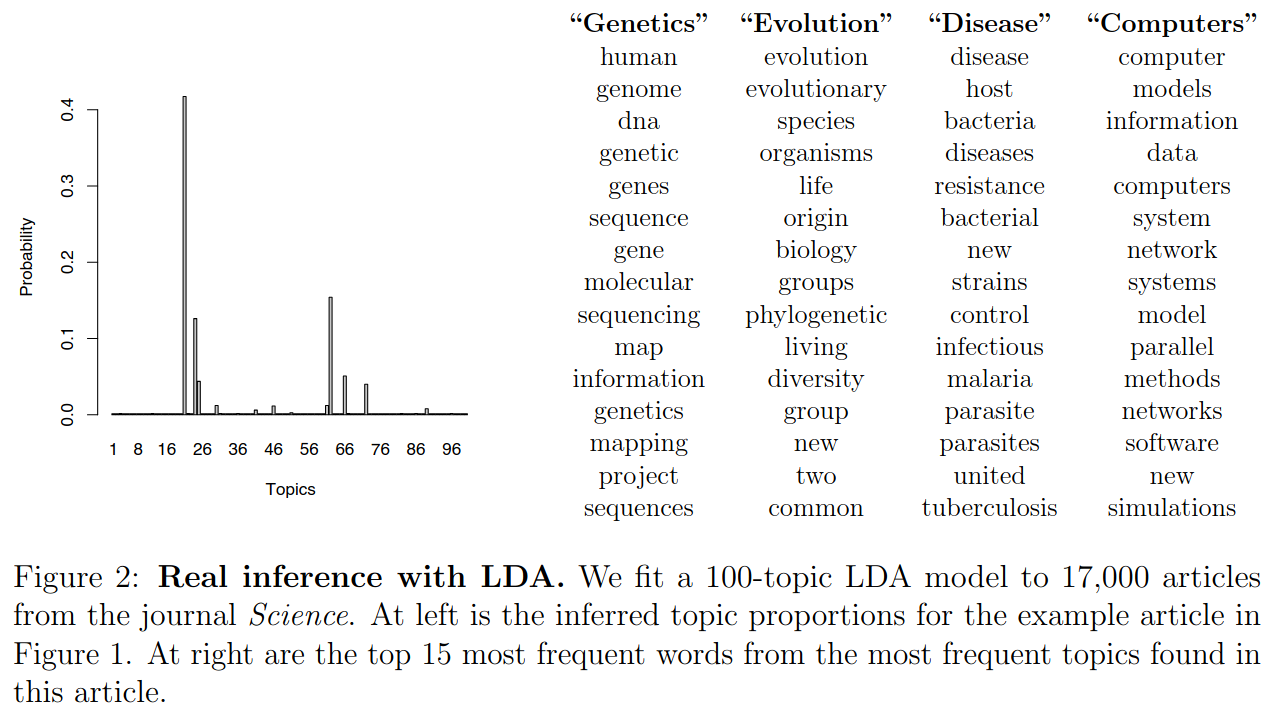 0.4
0.3
0.2
0.1
0.0
Probability
1 8 16 26 36 46 56 66 76 86 96
Topics
“Genetics” “Evolution” “Disease” “Computers”
human evolution disease computer
genome evolutionary host models
dna species bacteria information
genetic organisms diseases data
genes life resistance computers
sequence origin bacterial system
gene biology new network
molecular groups strains systems
sequencing phylogenetic control model
map living infectious parallel
information diversity malaria methods
genetics group parasite networks
mapping new parasites software
project two united new
sequences common tuberculosis simulations
Figure 2: Real inference with LDA. We fit a 100-topic LDA model to 17,000 articles
from the journal Science. At left is the inferred topic proportions for the example article in
Figure 1. At right are the top 15 most frequent words from the most frequent topics found in
this article.